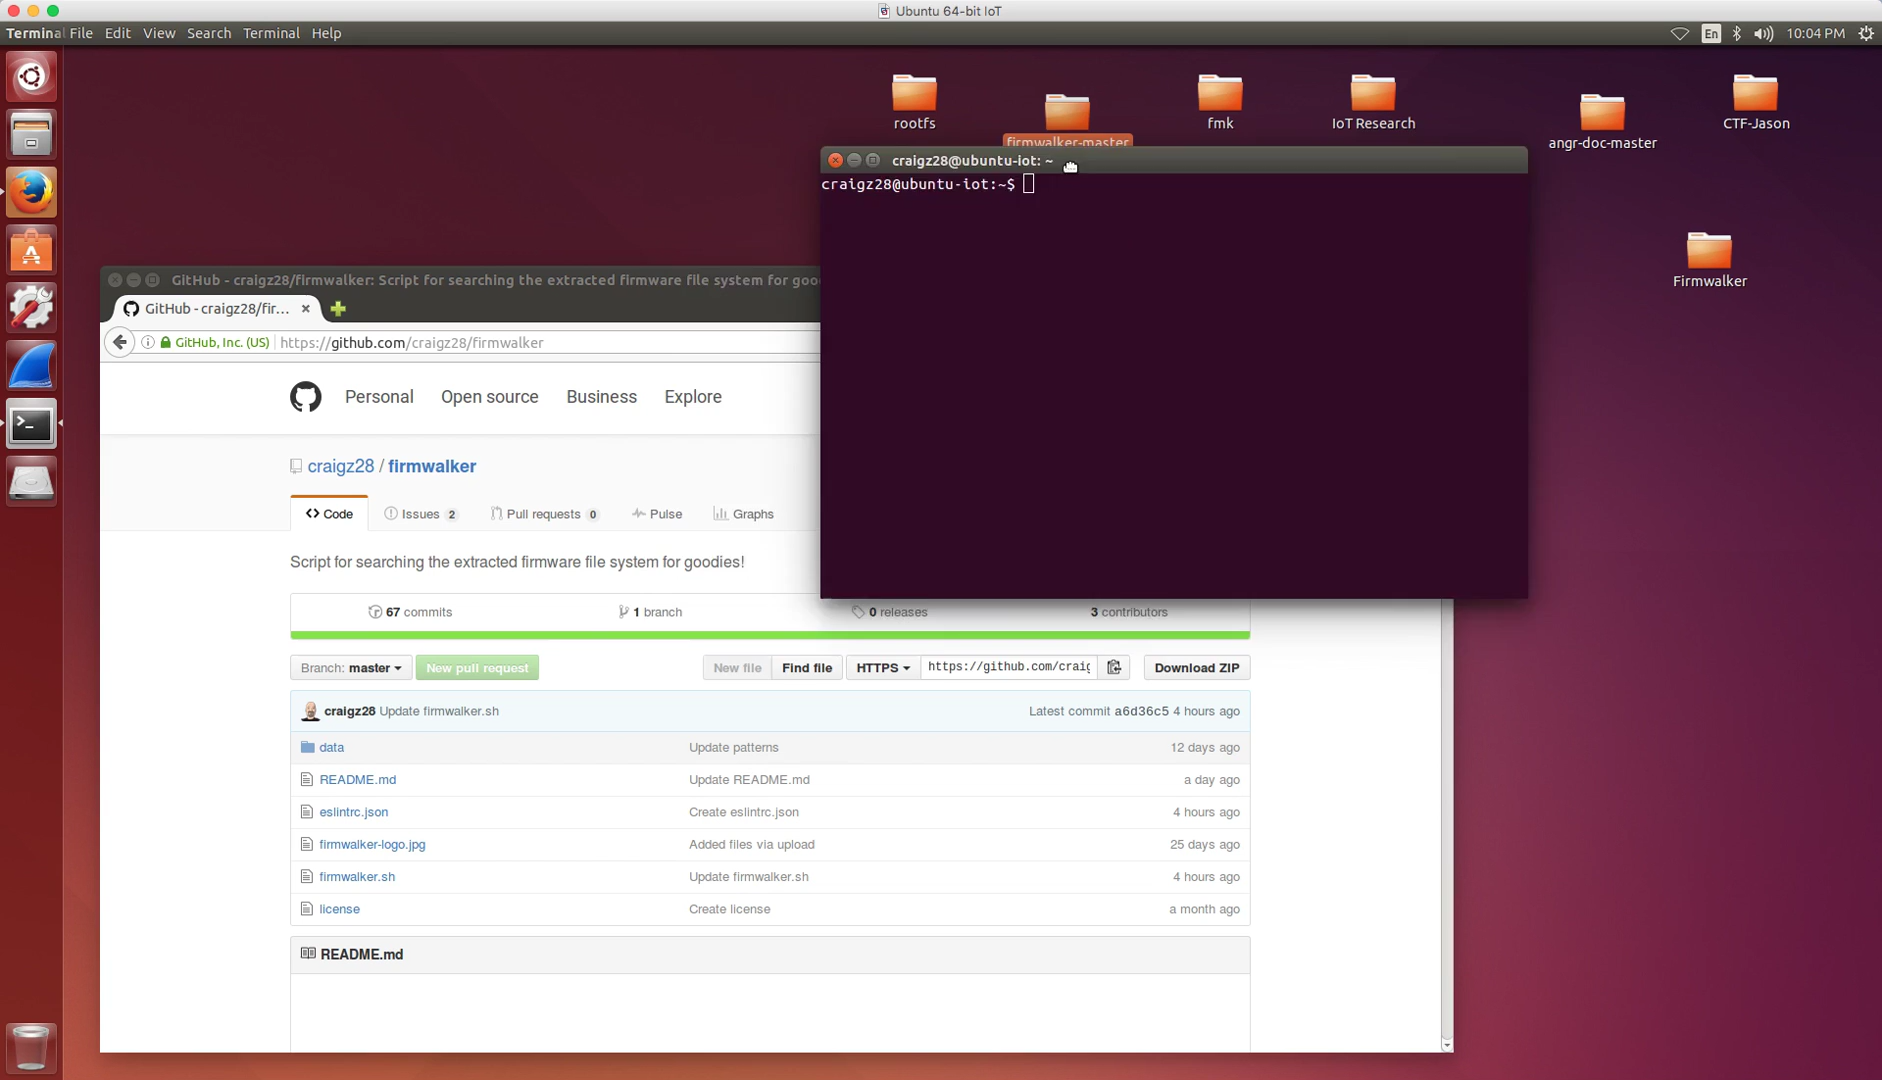 Ubuntu 64-bit IoT
Terminal File Edit View Search Terminal Help
En 10:04 PM
rootfs
firmwalker-master
fmk
IoT Research
angr-doc-master
CTF-Jason
Firmwalker
craigz28@ubuntu-iot: ~
craigz28@ubuntu-iot:~$
GitHub - craigz28/firmwalker: Script for searching the extracted firmware file system for goo
GitHub - craigz28/fir...
GitHub, Inc. (US) https://github.com/craigz28/firmwalker
Personal Open source Business Explore
craigz28 / firmwalker
Code Issues 2 Pull requests 0 Pulse Graphs
Script for searching the extracted firmware file system for goodies!
67 commits 1 branch 0 releases 3 contributors
Branch: master New pull request New file Find file HTTPS https://github.com/craig Download ZIP
craigz28 Update firmwalker.sh Latest commit a6d36c5 4 hours ago
data Update patterns 12 days ago
README.md Update README.md a day ago
eslintrc.json Create eslintrc.json 4 hours ago
firmwalker-logo.jpg Added files via upload 25 days ago
firmwalker.sh Update firmwalker.sh 4 hours ago
license Create license a month ago
README.md